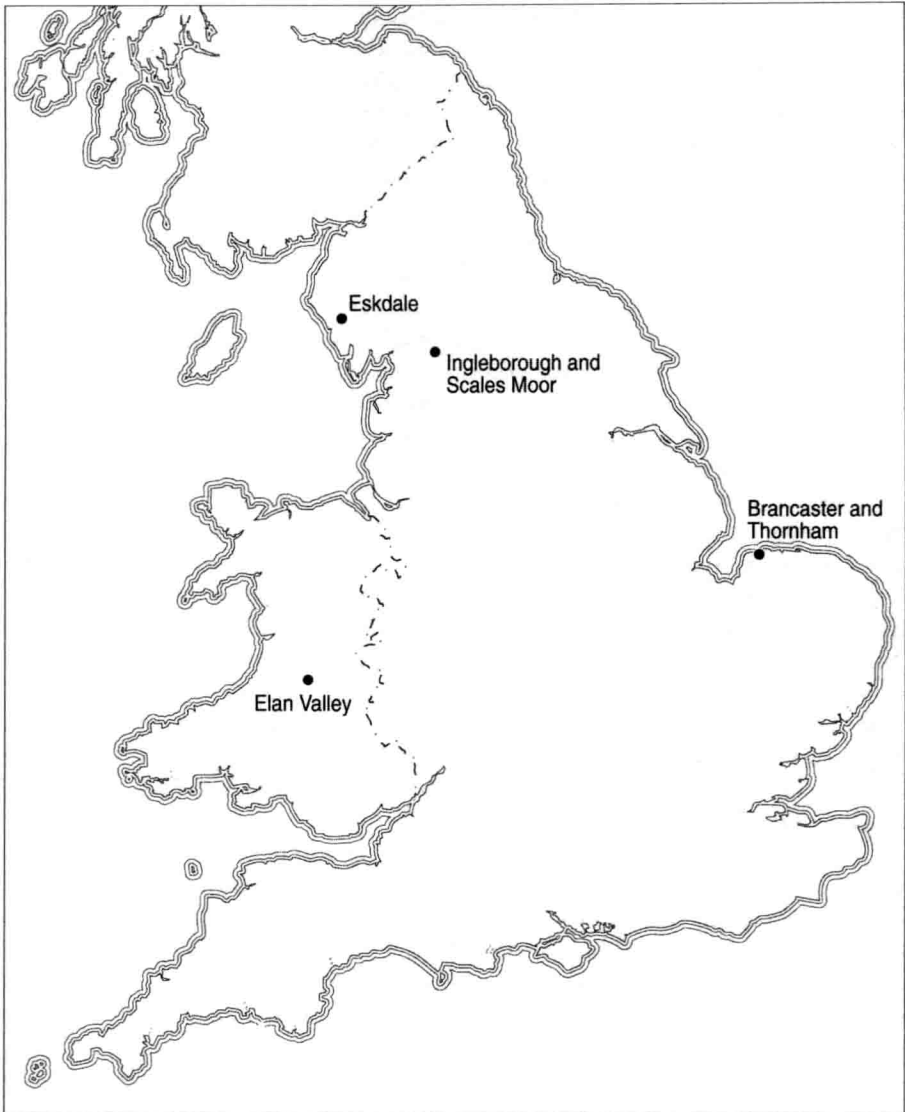 Eskdale
Ingleborough and
Scales Moor
Brancaster and
Thornham
Elan Valley